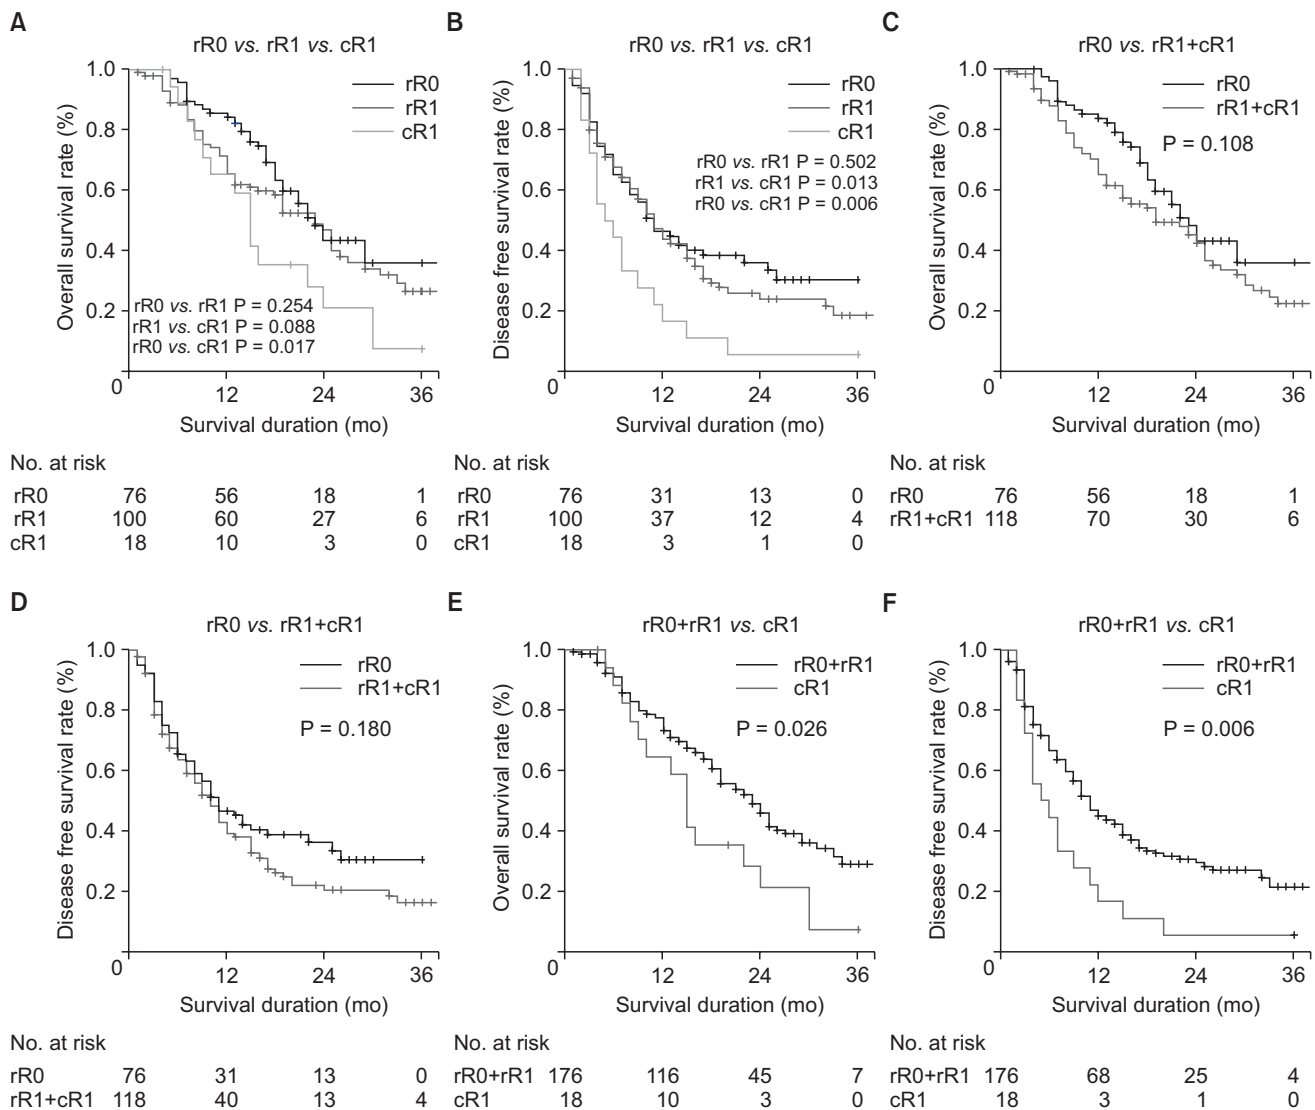 A
rR0 vs. rR1 vs. cR1
Overall survival rate (%)
1.0
0.8
0.6
0.4
0.2
0
12
24
36
rR0
rR1
cR1
rR0 vs. rR1 P = 0.254
rR1 vs. cR1 P = 0.088
rR0 vs. cR1 P = 0.017
Survival duration (mo)
No. at risk
rR0 76 56 18 1
rR1 100 60 27 6
cR1 18 10 3 0
B
rR0 vs. rR1 vs. cR1
Disease free survival rate (%)
1.0
0.8
0.6
0.4
0.2
0
12
24
36
rR0
rR1
cR1
rR0 vs. rR1 P = 0.502
rR1 vs. cR1 P = 0.013
rR0 vs. cR1 P = 0.006
Survival duration (mo)
No. at risk
rR0 76 31 13 0
rR1 100 37 12 4
cR1 18 3 1 0
C
rR0 vs. rR1+cR1
Overall survival rate (%)
1.0
0.8
0.6
0.4
0.2
0
12
24
36
rR0
rR1+cR1
P = 0.108
Survival duration (mo)
No. at risk
rR0 76 56 18 1
rR1+cR1 118 70 30 6
D
rR0 vs. rR1+cR1
Disease free survival rate (%)
1.0
0.8
0.6
0.4
0.2
0
12
24
36
rR0
rR1+cR1
P = 0.180
Survival duration (mo)
No. at risk
rR0 76 31 13 0
rR1+cR1 118 40 13 4
E
rR0+rR1 vs. cR1
Overall survival rate (%)
1.0
0.8
0.6
0.4
0.2
0
12
24
36
rR0+rR1
cR1
P = 0.026
Survival duration (mo)
No. at risk
rR0+rR1 176 116 45 7
cR1 18 10 3 0
F
rR0+rR1 vs. cR1
Disease free survival rate (%)
1.0
0.8
0.6
0.4
0.2
0
12
24
36
rR0+rR1
cR1
P = 0.006
Survival duration (mo)
No. at risk
rR0+rR1 176 68 25 4
cR1 18 3 1 0